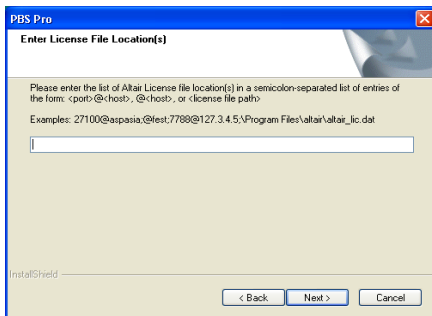 PBS Pro
Enter License File Location(s)
Please enter the list of Altair License file location(s) in a semicolon-separated list of entries of
the form: <port>@<host>, @<host>, or <license file path>
Examples: 27100@aspasia;@fest;7788@127.3.4.5;\Program Files\altair\altair_lic.dat
InstallShield
< Back
Next >
Cancel